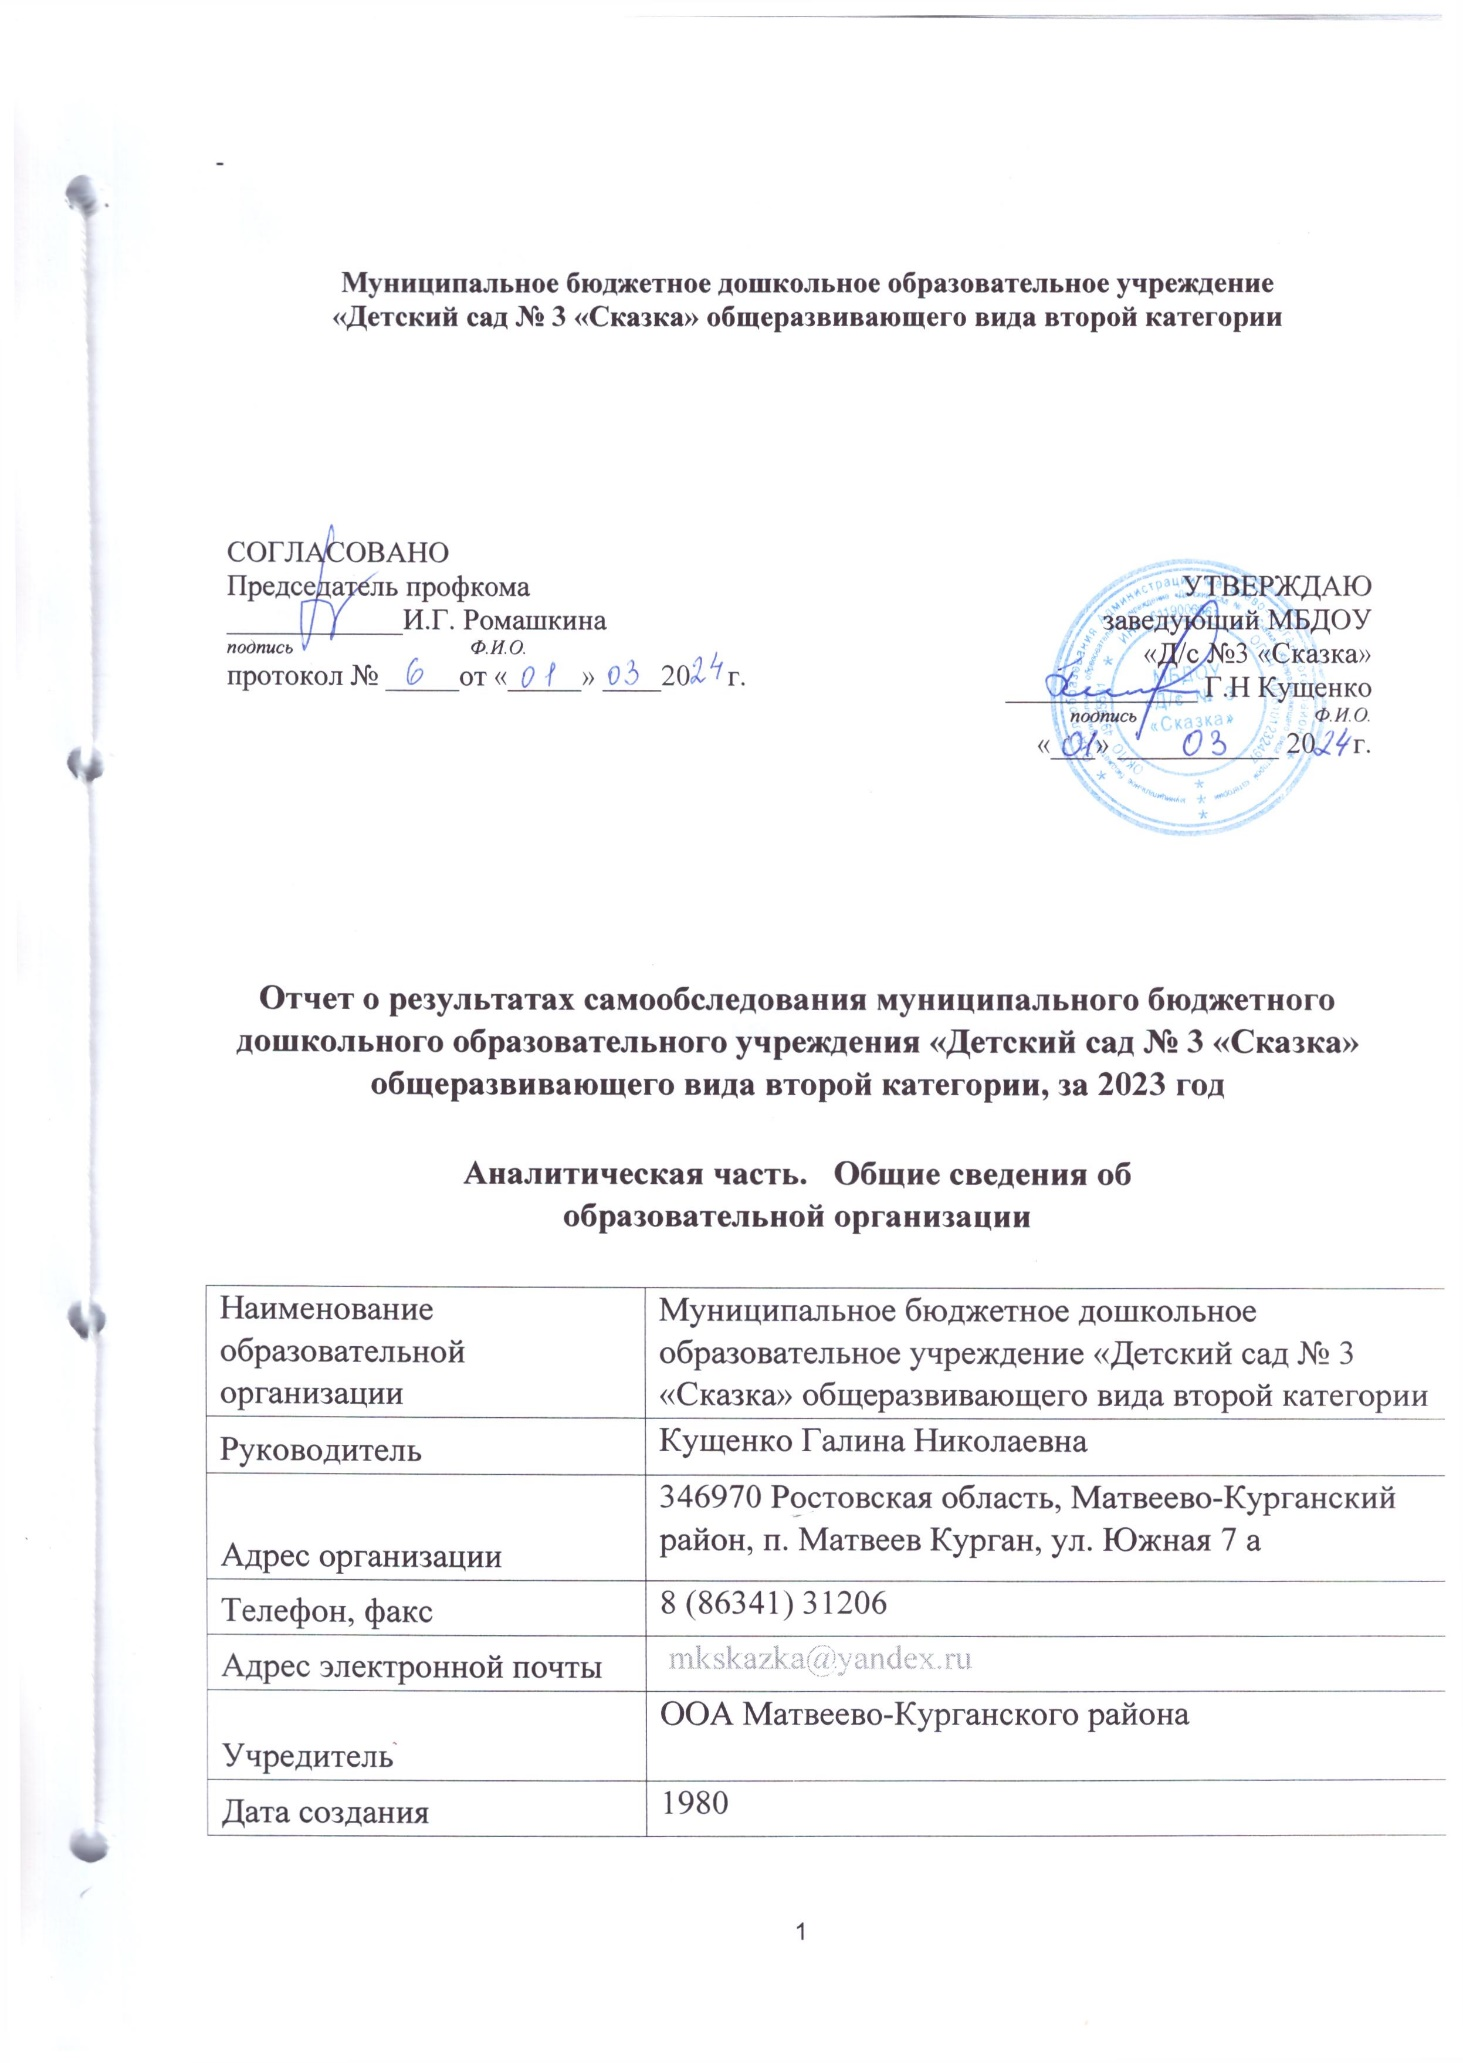 Муниципальное бюджетное дошкольное образовательное учреждение
«Детский сад № 3 «Сказка» общеразвивающего вида второй категории
СОГЛАСОВАНО
Председатель профкома
_____________И.Г. Ромашкина
подпись Ф.И.О.
протокол № 6 от «01» 03 2024 г.
УТВЕРЖДАЮ
заведующий МБДОУ
«Д/с №3 «Сказка»
______________ Г.Н Кущенко
подпись Ф.И.О.
«01» 03 2024 г.
МБДОУ
Д/с № 3
«Сказка»
Отчет о результатах самообследования муниципального бюджетного
дошкольного образовательного учреждения «Детский сад № 3 «Сказка»
общеразвивающего вида второй категории, за 2023 год
Аналитическая часть. Общие сведения об
образовательной организации
Наименование
образовательной
организации
Муниципальное бюджетное дошкольное
образовательное учреждение «Детский сад № 3
«Сказка» общеразвивающего вида второй категории
Руководитель
Кущенко Галина Николаевна
Адрес организации
346970 Ростовская область, Матвеево-Курганский
район, п. Матвеев Курган, ул. Южная 7 а
Телефон, факс
8 (86341) 31206
Адрес электронной почты
mkskazka@yandex.ru
Учредитель
ООА Матвеево-Курганского района
Дата создания
1980
1